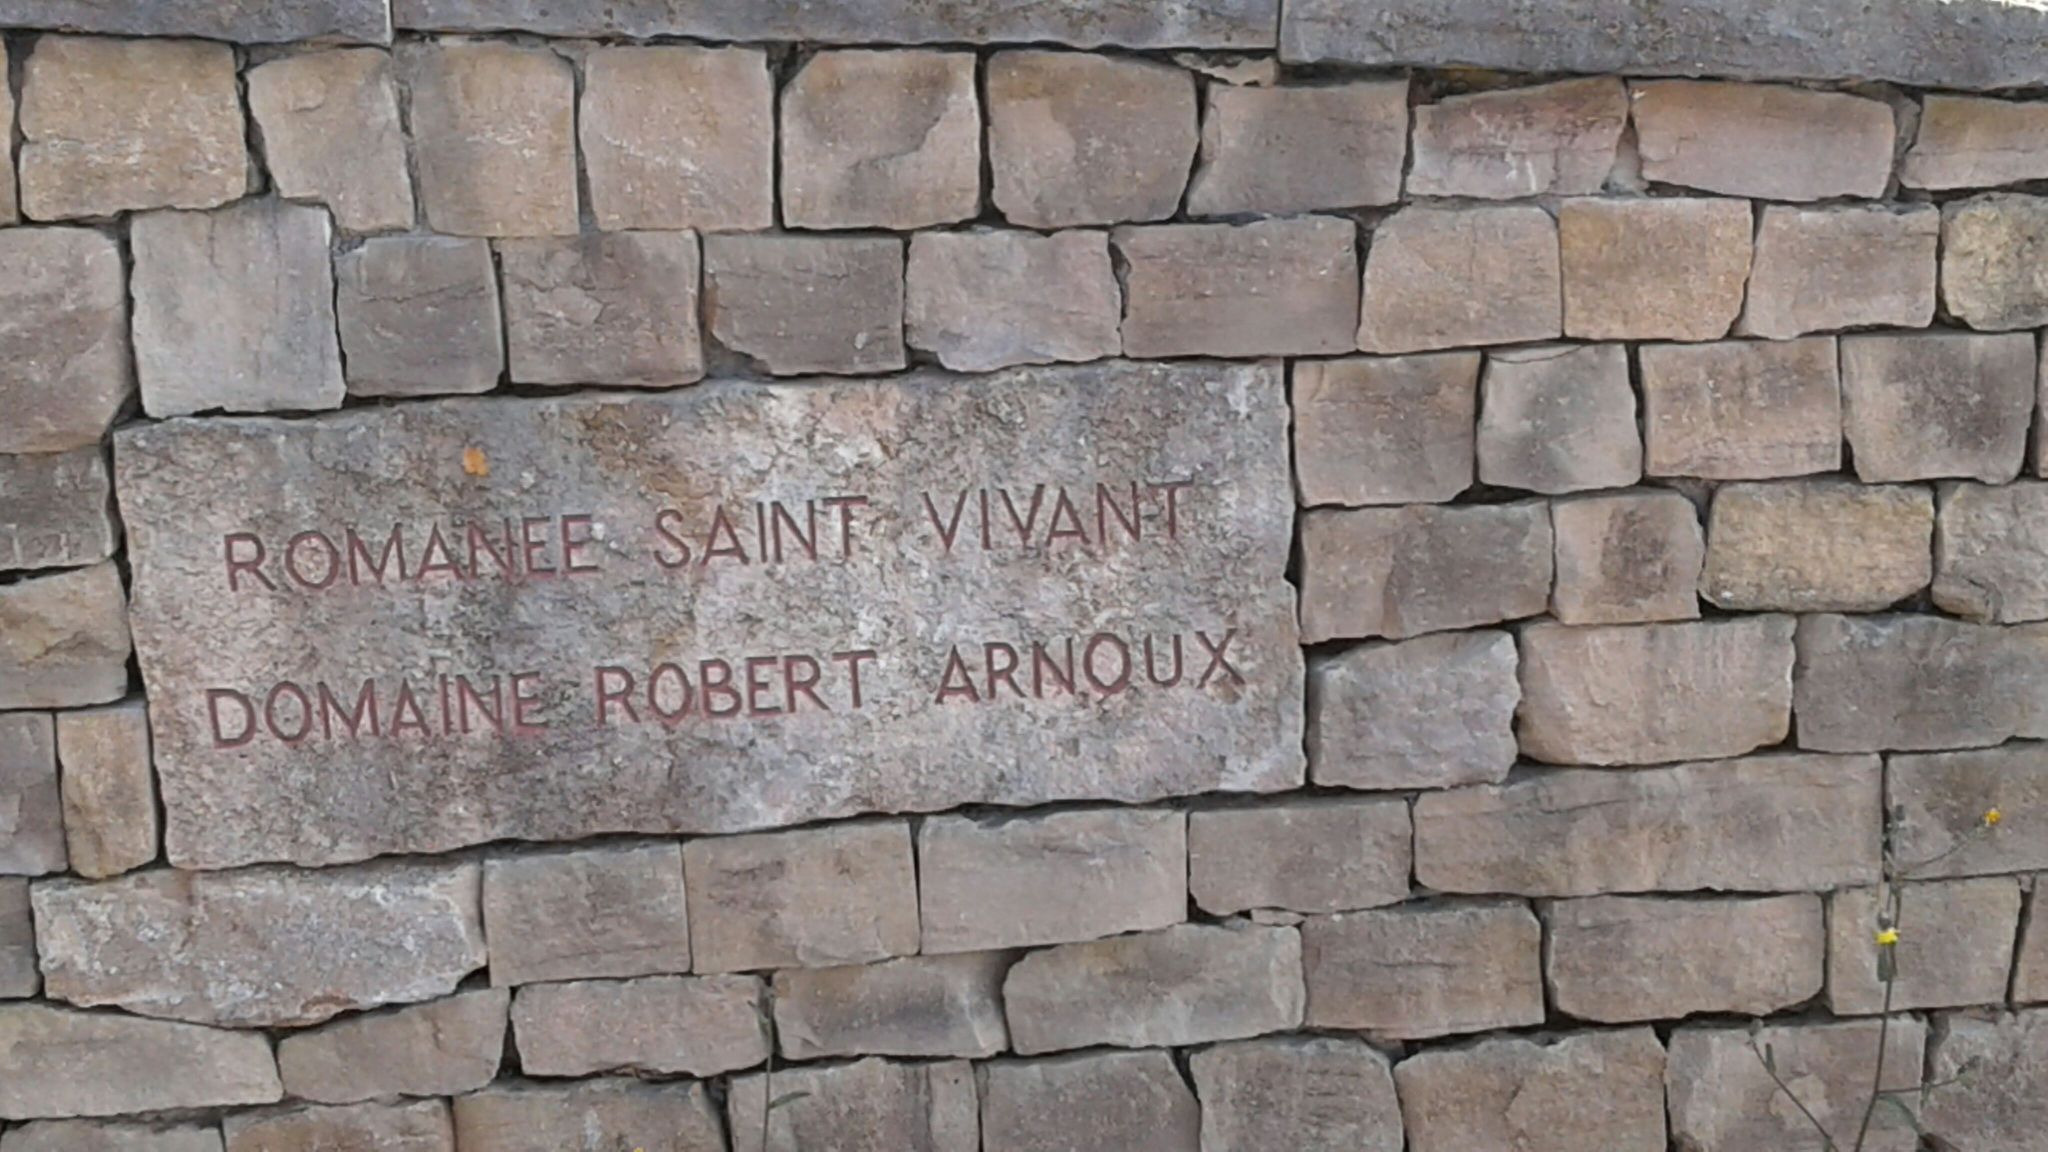 ROMANEE SAINT VIVANT
DOMAINE ROBERT ARNOUX